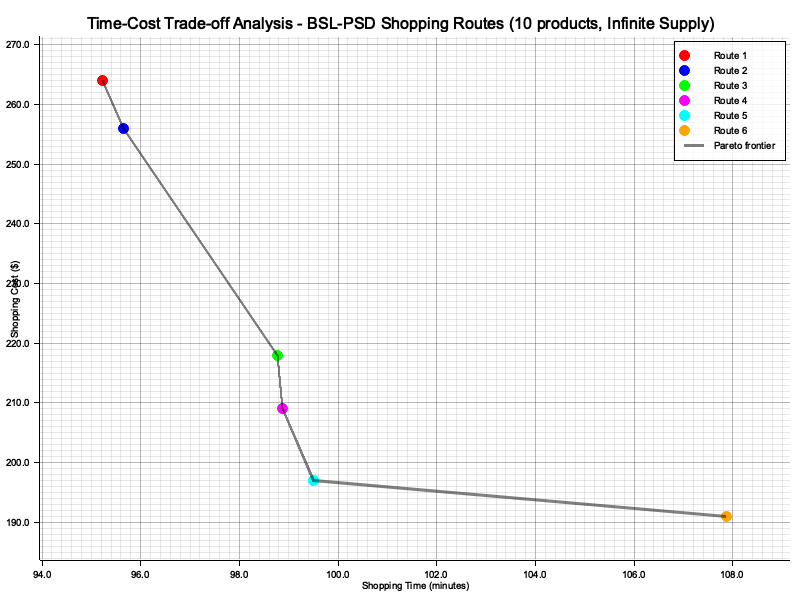 Time-Cost Trade-off Analysis - BSL-PSD Shopping Routes (10 products, Infinite Supply)
270.0
260.0
250.0
240.0
230.0
220.0
210.0
200.0
190.0
Shopping Cost ($)
Route 1
Route 2
Route 3
Route 4
Route 5
Route 6
Pareto frontier
94.0 96.0 98.0 100.0 102.0 104.0 106.0 108.0
Shopping Time (minutes)